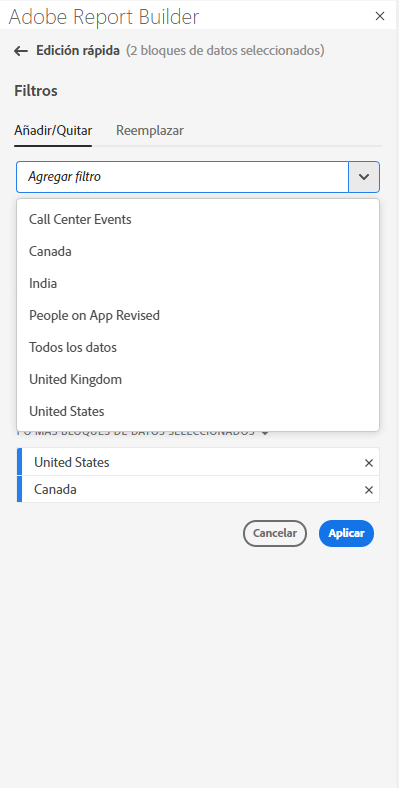 Adobe Report Builder
Edición rápida (2 bloques de datos seleccionados)
Filtros
Añadir/Quitar Reemplazar
Agregar filtro
Call Center Events
Canada
India
People on App Revised
Todos los datos
United Kingdom
United States
MÁS BLOQUES DE DATOS SELECCIONADOS
United States
Canada
Cancelar Aplicar